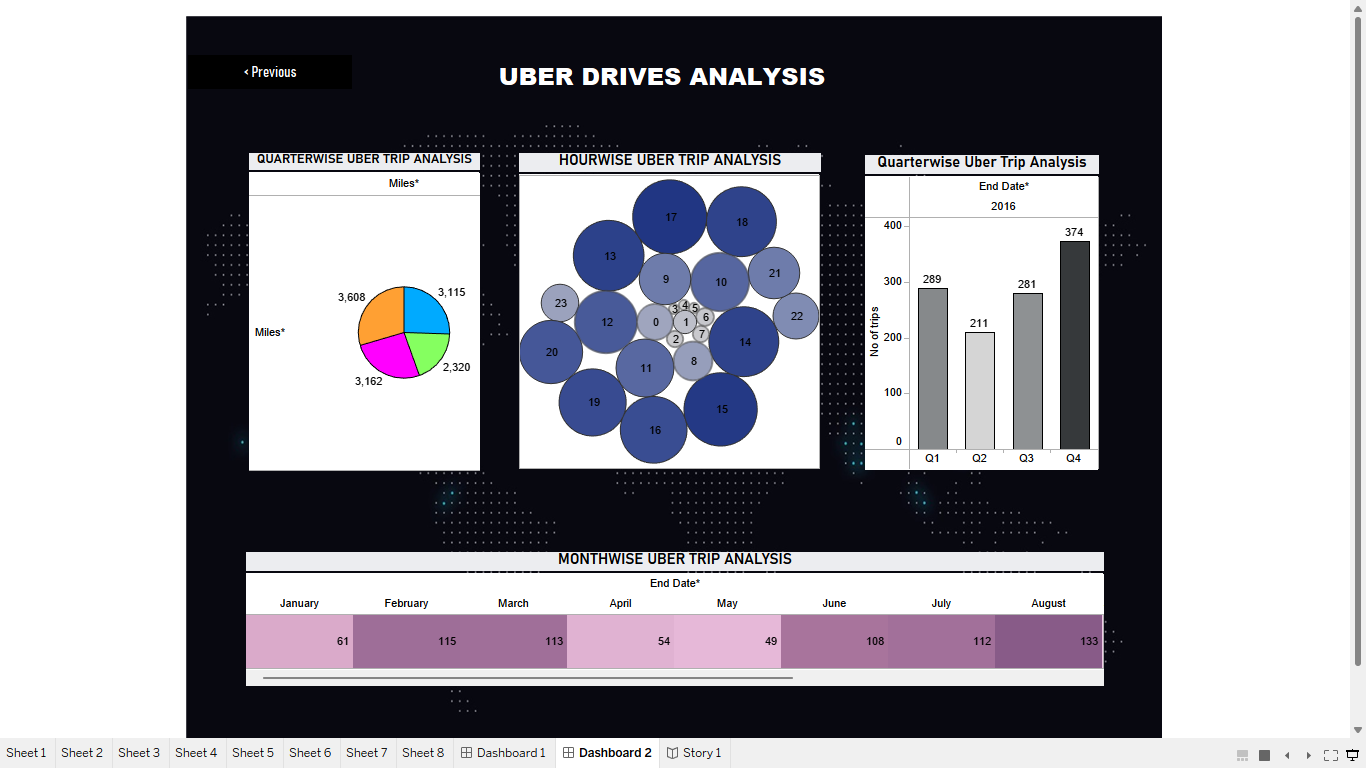 ‹ Previous
UBER DRIVES ANALYSIS
QUARTERWISE UBER TRIP ANALYSIS
Miles*
Miles*
3,608
3,115
3,162
2,320
HOURWISE UBER TRIP ANALYSIS
17
18
13
9
10
21
23
3
4
5
6
22
12
0
1
7
2
14
20
11
8
19
15
16
Quarterwise Uber Trip Analysis
End Date*
2016
No of trips
400
300
200
100
0
289
211
281
374
Q1
Q2
Q3
Q4
MONTHWISE UBER TRIP ANALYSIS
End Date*
January February March April May June July August
61 115 113 54 49 108 112 133
Sheet 1 Sheet 2 Sheet 3 Sheet 4 Sheet 5 Sheet 6 Sheet 7 Sheet 8 Dashboard 1 Dashboard 2 Story 1